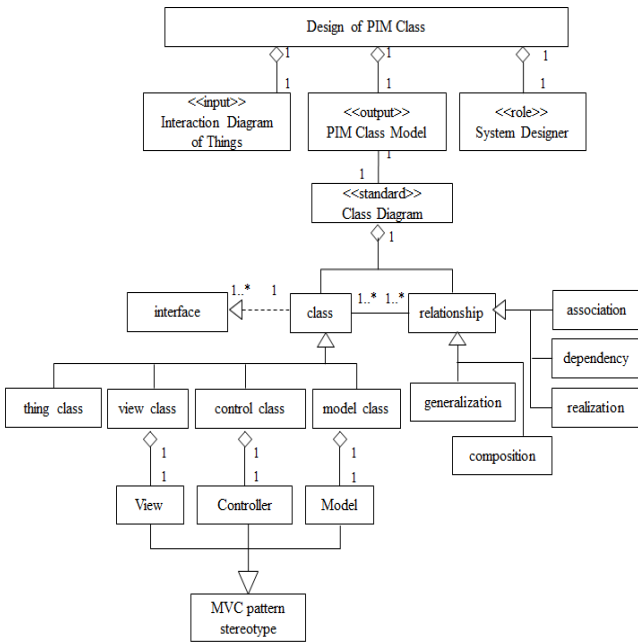 Design of PIM Class
1 1 1
1 1 1
<<input>>
Interaction Diagram
of Things
<<output>>
PIM Class Model
<<role>>
System Designer
1
1
<<standard>>
Class Diagram
1
1..* 1 1..* 1..*
interface
class
relationship
association
dependency
realization
generalization
composition
thing class
view class
control class
model class
1 1 1
1 1 1
View
Controller
Model
MVC pattern
stereotype